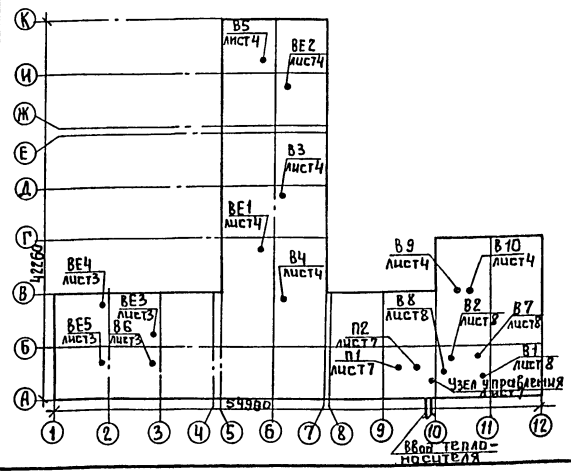 К
И
Ж
Е
Д
Г
В
Б
А
42260
В5
лист4
ВЕ2
лист4
В3
лист4
ВЕ1
лист4
В4
лист4
ВЕ4
лист3
ВЕ3
лист3
ВЕ5
лист3
В6
лист3
В9
лист4
В10
лист4
В8
лист8
В2
лист8
В7
лист8
В1
лист8
П2
лист7
П1
лист7
Узел управления
54960
1
2
3
4
5
6
7
8
9
10
11
12
Ввод тепло-
носителя